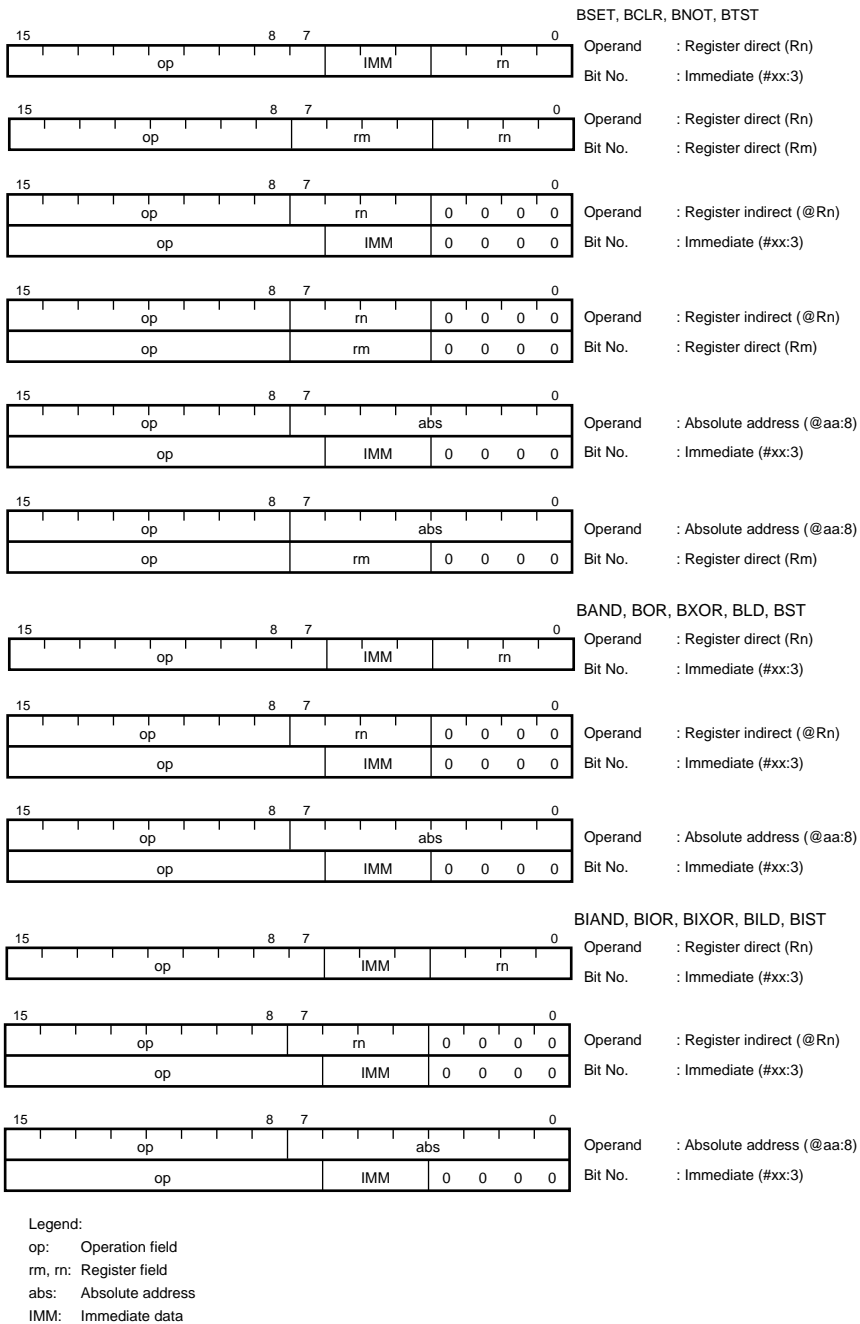 BSET, BCLR, BNOT, BTST
15 8 7 0
op IMM rn
Operand : Register direct (Rn)
Bit No. : Immediate (#xx:3)
15 8 7 0
op rm rn
Operand : Register direct (Rn)
Bit No. : Register direct (Rm)
15 8 7 0
op rn 0 0 0 0 Operand : Register indirect (@Rn)
op IMM 0 0 0 0 Bit No. : Immediate (#xx:3)
15 8 7 0
op rn 0 0 0 0 Operand : Register indirect (@Rn)
op rm 0 0 0 0 Bit No. : Register direct (Rm)
15 8 7 0
op abs Operand : Absolute address (@aa:8)
op IMM 0 0 0 0 Bit No. : Immediate (#xx:3)
15 8 7 0
op abs Operand : Absolute address (@aa:8)
op rm 0 0 0 0 Bit No. : Register direct (Rm)
BAND, BOR, BXOR, BLD, BST
15 8 7 0
op IMM rn
Operand : Register direct (Rn)
Bit No. : Immediate (#xx:3)
15 8 7 0
op rn 0 0 0 0 Operand : Register indirect (@Rn)
op IMM 0 0 0 0 Bit No. : Immediate (#xx:3)
15 8 7 0
op abs Operand : Absolute address (@aa:8)
op IMM 0 0 0 0 Bit No. : Immediate (#xx:3)
BIAND, BIOR, BIXOR, BILD, BIST
15 8 7 0
op IMM rn
Operand : Register direct (Rn)
Bit No. : Immediate (#xx:3)
15 8 7 0
op rn 0 0 0 0 Operand : Register indirect (@Rn)
op IMM 0 0 0 0 Bit No. : Immediate (#xx:3)
15 8 7 0
op abs Operand : Absolute address (@aa:8)
op IMM 0 0 0 0 Bit No. : Immediate (#xx:3)
Legend:
op: Operation field
rm, rn: Register field
abs: Absolute address
IMM: Immediate data